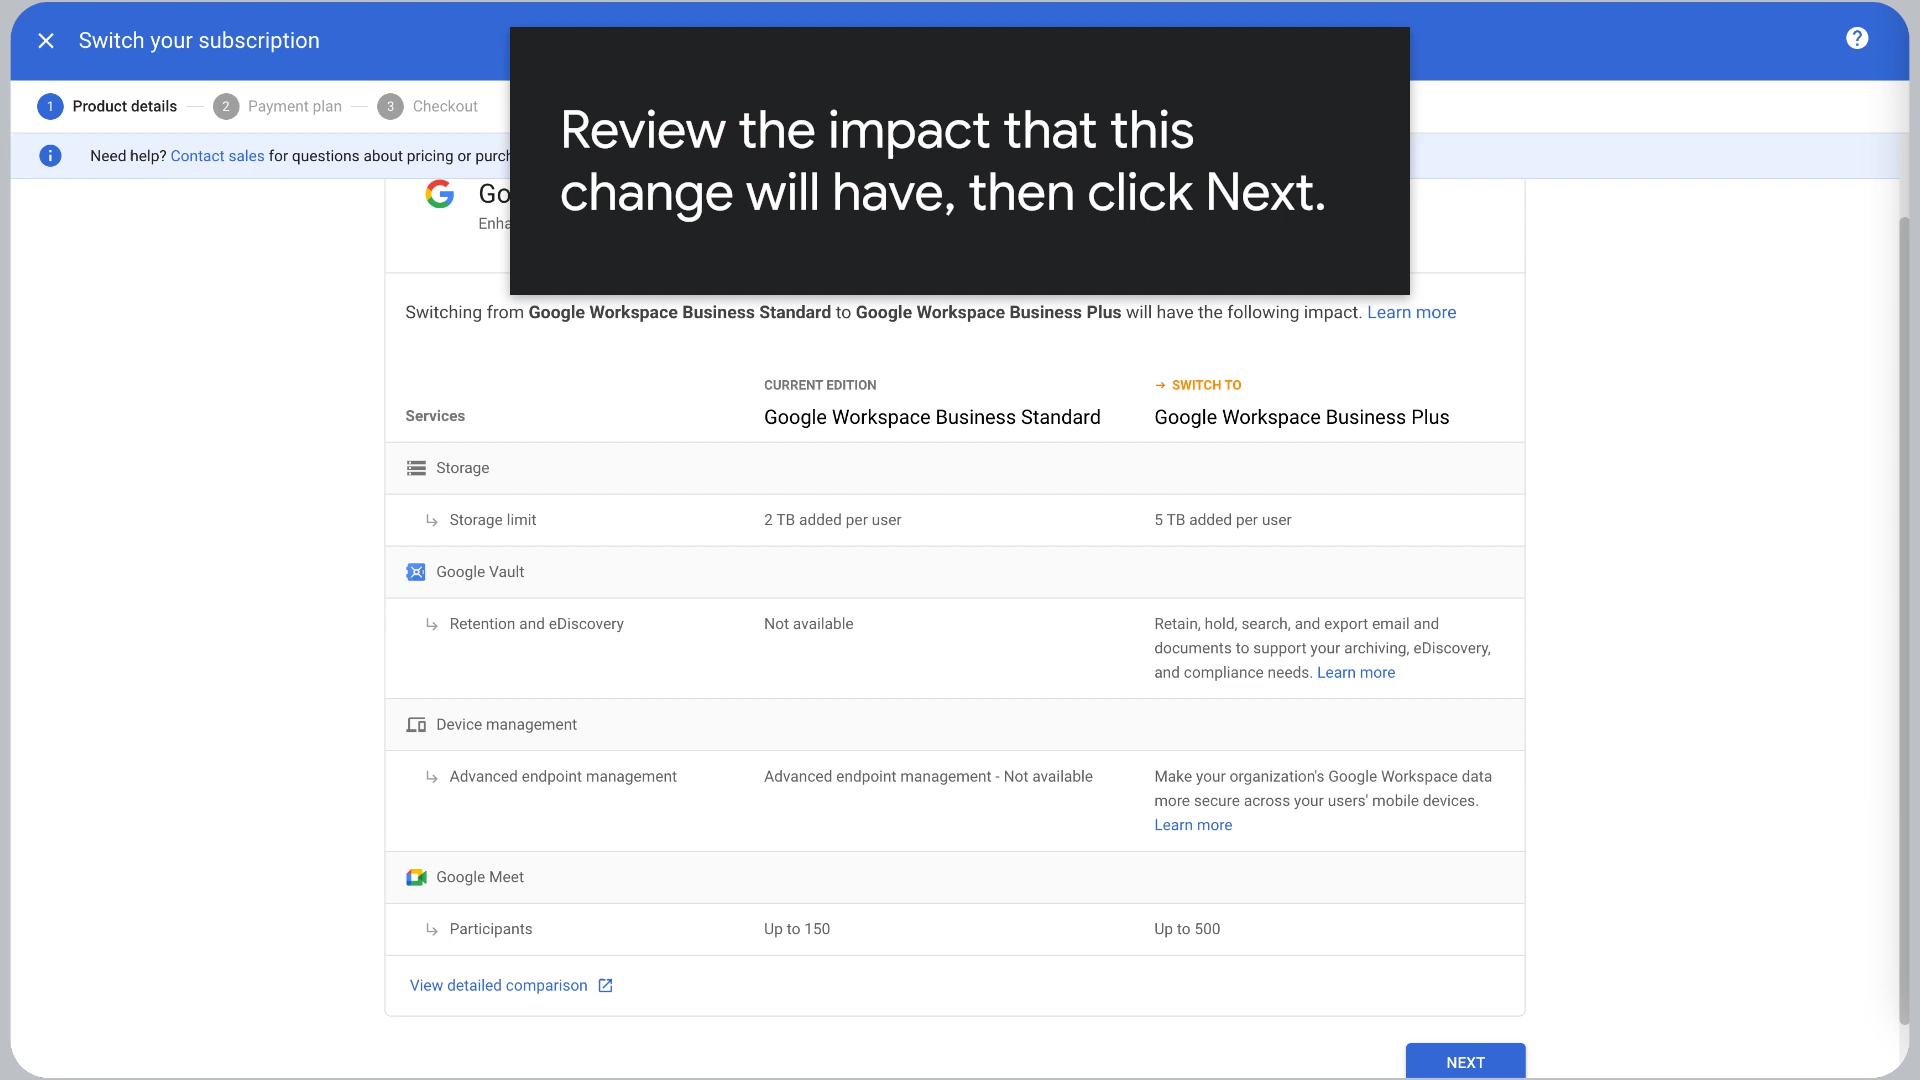 Switch your subscription
?
1 Product details 2 Payment plan 3 Checkout
Need help? Contact sales for questions about pricing or
Review the impact that this
change will have, then click Next.
Switching from Google Workspace Business Standard to Google Workspace Business Plus will have the following impact. Learn more
CURRENT EDITION
→ SWITCH TO
Services
Google Workspace Business Standard
Google Workspace Business Plus
Storage
Storage limit
2 TB added per user
5 TB added per user
Google Vault
Retention and eDiscovery
Not available
Retain, hold, search, and export email and
documents to support your archiving, eDiscovery,
and compliance needs. Learn more
Device management
Advanced endpoint management
Advanced endpoint management - Not available
Make your organization's Google Workspace data
more secure across your users' mobile devices.
Learn more
Google Meet
Participants
Up to 150
Up to 500
View detailed comparison
NEXT